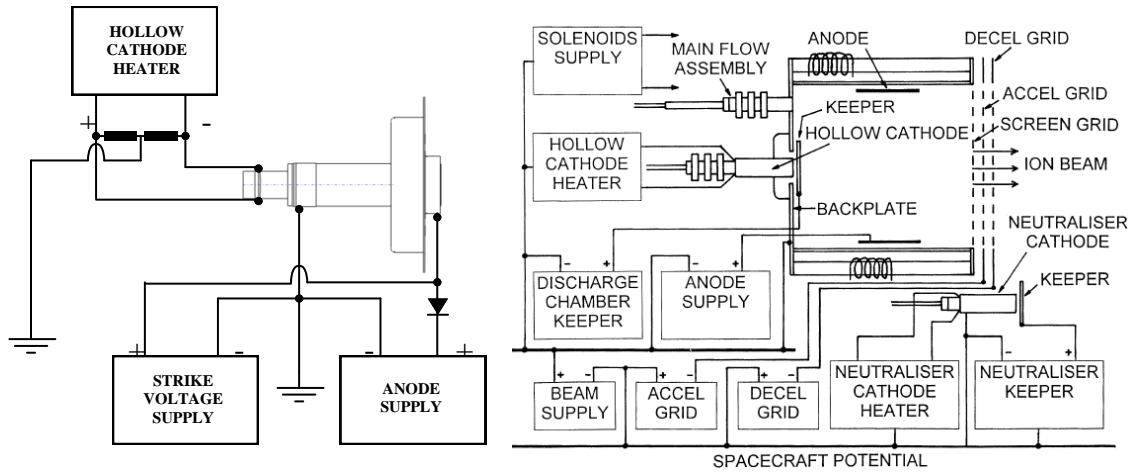 HOLLOW
CATHODE
HEATER
+
-
+
-
-
+
STRIKE
VOLTAGE
SUPPLY
ANODE
SUPPLY
SOLENOIDS
SUPPLY
MAIN FLOW
ASSEMBLY
ANODE
DECEL GRID
ACCEL GRID
KEEPER
HOLLOW CATHODE
SCREEN GRID
HOLLOW
CATHODE
HEATER
ION BEAM
BACKPLATE
NEUTRALISER
CATHODE
KEEPER
- +
DISCHARGE
CHAMBER
KEEPER
- +
ANODE
SUPPLY
+ -
BEAM
SUPPLY
+ -
ACCEL
GRID
+ -
DECEL
GRID
NEUTRALISER
CATHODE
HEATER
- +
NEUTRALISER
KEEPER
SPACECRAFT POTENTIAL